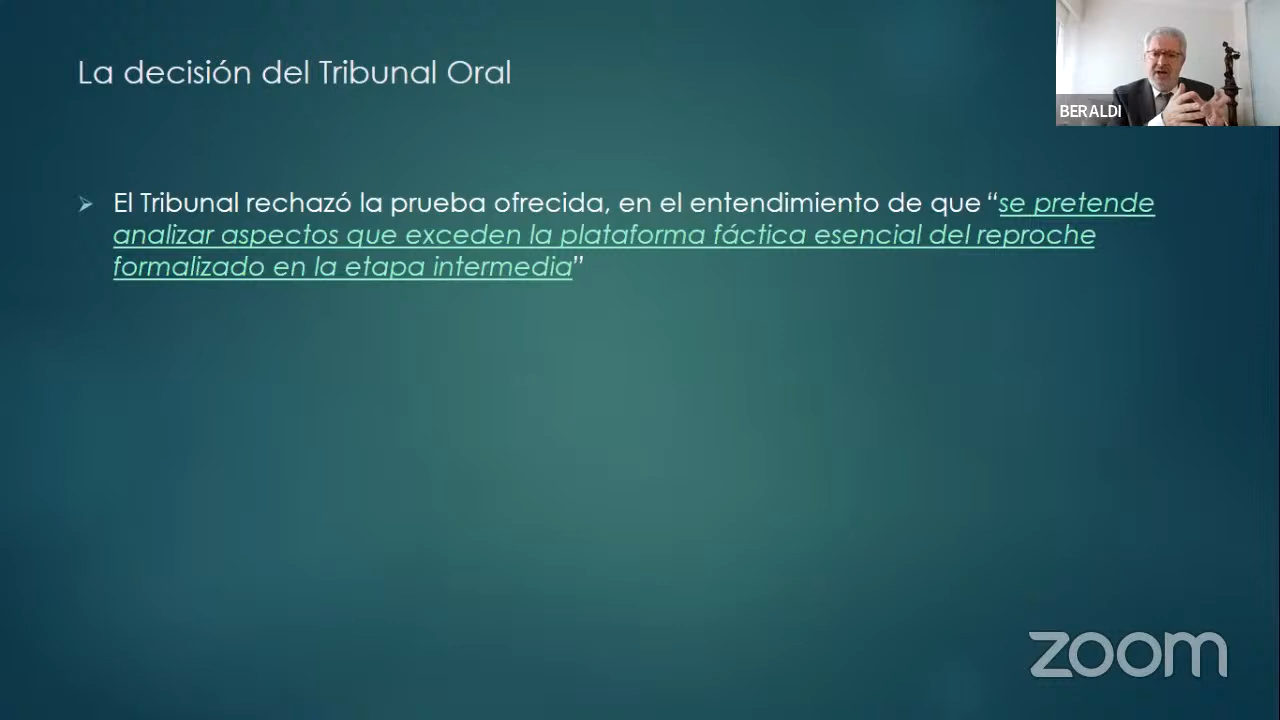 La decisión del Tribunal Oral
BERALDI
El Tribunal rechazó la prueba ofrecida, en el entendimiento de que “se pretende
analizar aspectos que exceden la plataforma fáctica esencial del reproche
formalizado en la etapa intermedia”
zoom